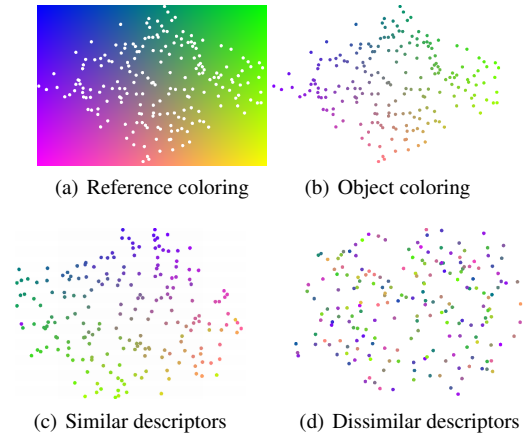 (a) Reference coloring
(b) Object coloring
(c) Similar descriptors
(d) Dissimilar descriptors